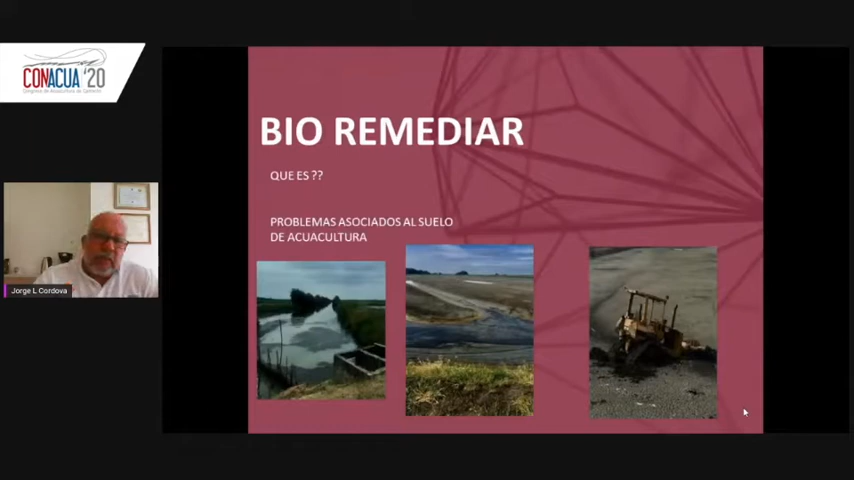 CONACUA '20
BIO REMEDIAR
QUE ES ??
PROBLEMAS ASOCIADOS AL SUELO
DE ACUACULTURA
Jorge L Cordova